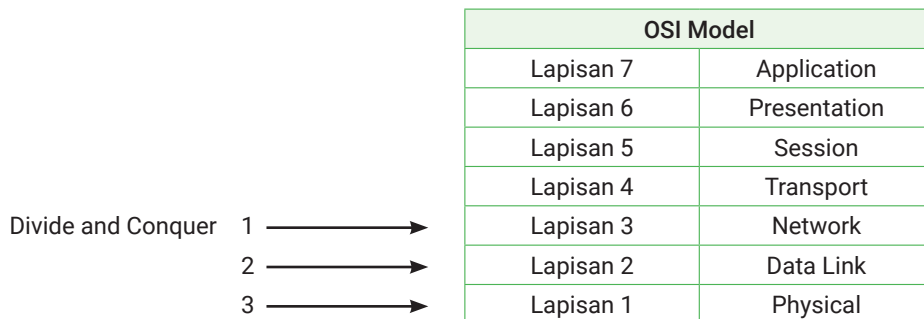 OSI Model
Lapisan 7 Application
Lapisan 6 Presentation
Lapisan 5 Session
Lapisan 4 Transport
Divide and Conquer 1 Lapisan 3 Network
2 Lapisan 2 Data Link
3 Lapisan 1 Physical